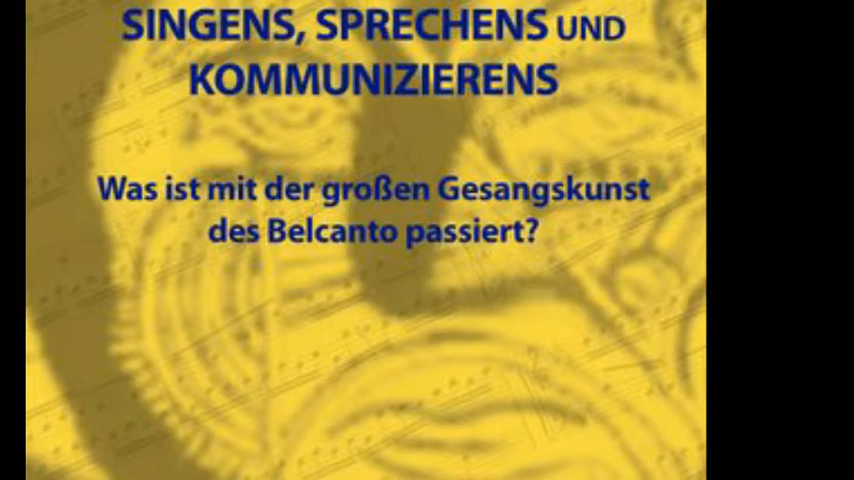 SINGENS, SPRECHENS UND
KOMMUNIZIERENS
Was ist mit der großen Gesangskunst
des Belcanto passiert?